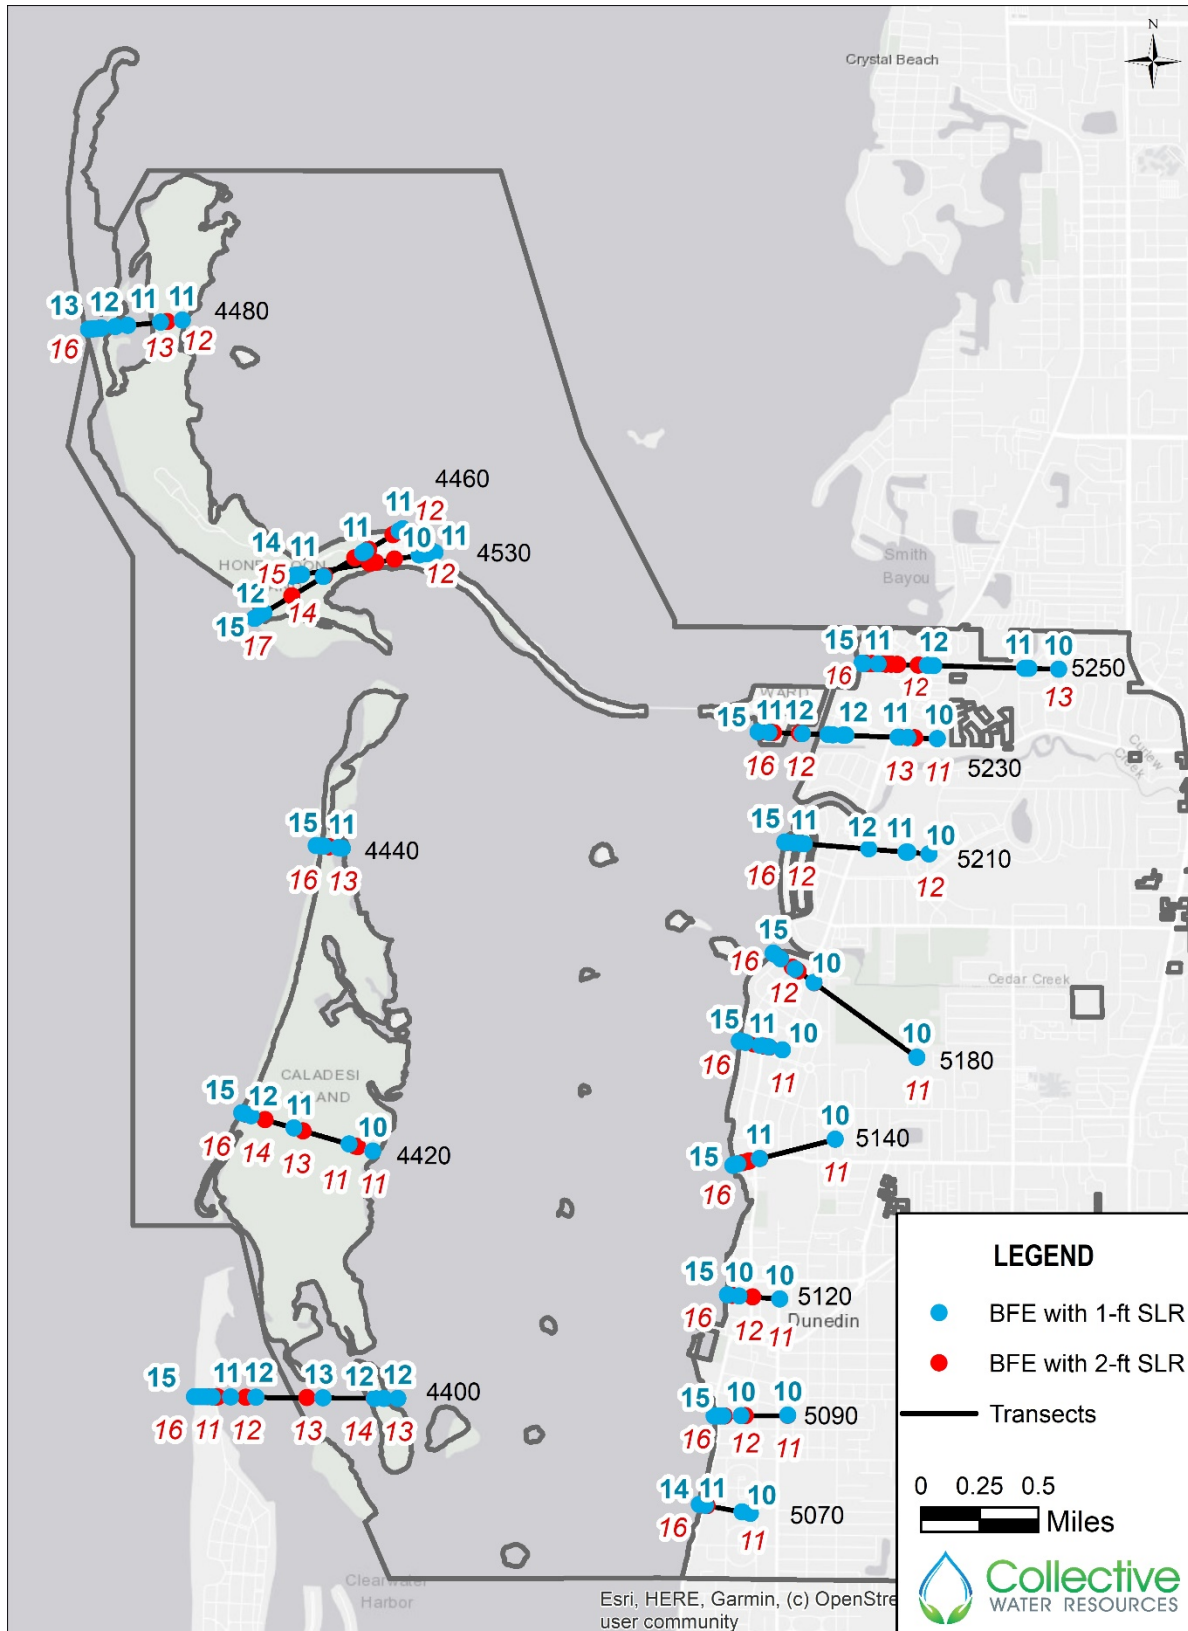 Crystal Beach
N
13 12 11 11
4480
16 13 12
4460
11 12
14 11 11 10 11
4530
15 12
12 14
15 17
Smith
Bayou
15 11 12 11 10
5250
16 12 13
WARD
15 11 12 12 11 10
16 12 13 11
5230
Curlew
Creek
15 11
4440
16 13
15 11 12 11 10
5210
16 12 12
15
16 10
12
Cedar Creek
15 11 10
10
5180
16 11 11
CALADESI
15 12 11 10
4420
16 14 13 11 11
10
5140
15 11
16 11
15 10 10
5120
16 12 11
Dunedin
15 11 12 13 12 12
4400
16 11 12 13 14 13
15 10 10
5090
16 12 11
14 11 10
5070
16 11
Clearwater
Harbor
Esri, HERE, Garmin, (c) OpenStre
user community
LEGEND
BFE with 1-ft SLR
BFE with 2-ft SLR
Transects
0 0.25 0.5
Miles
Collective
WATER RESOURCES